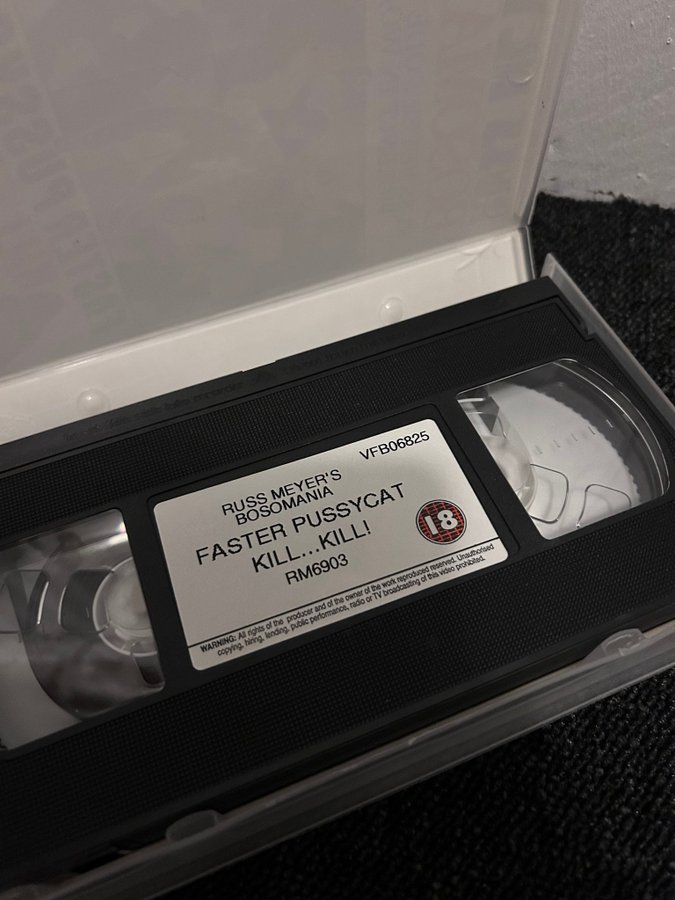 VFB06825
RUSS MEYER'S
BOSOMANIA
FASTER PUSSYCAT
KILL...KILL!
RM6903
18
WARNING: All rights of the producer and of the owner of the work reproduced reserved. Unauthorised
copying, hiring, lending, public performance, radio or TV broadcasting of this video prohibited.